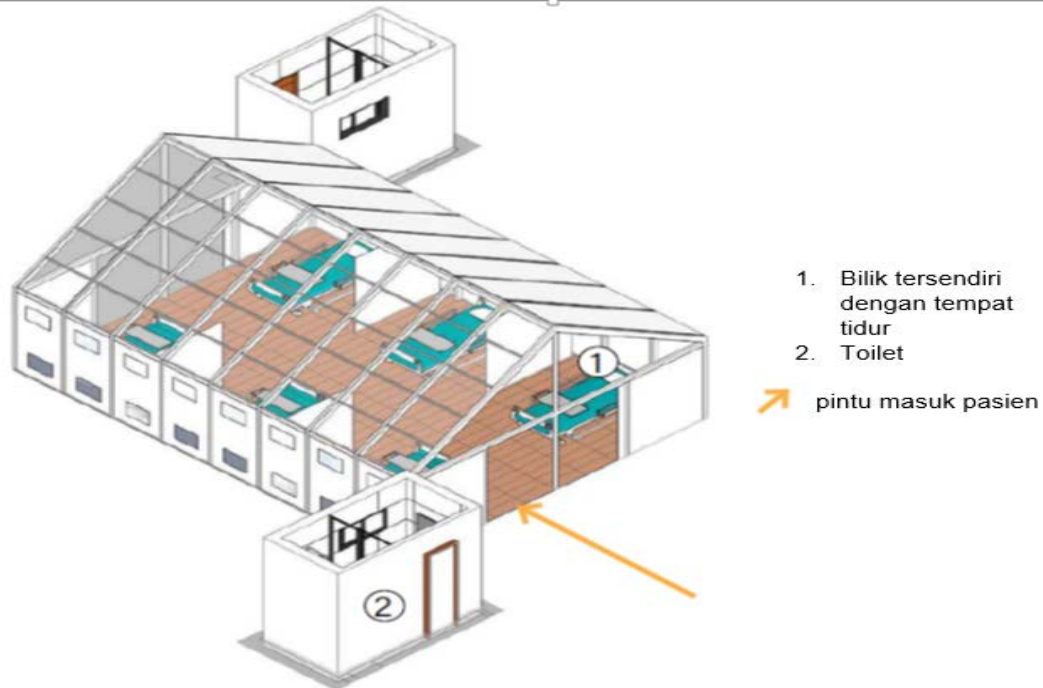 1. Bilik tersendiri
dengan tempat
tidur
2. Toilet
pintu masuk pasien
1
2